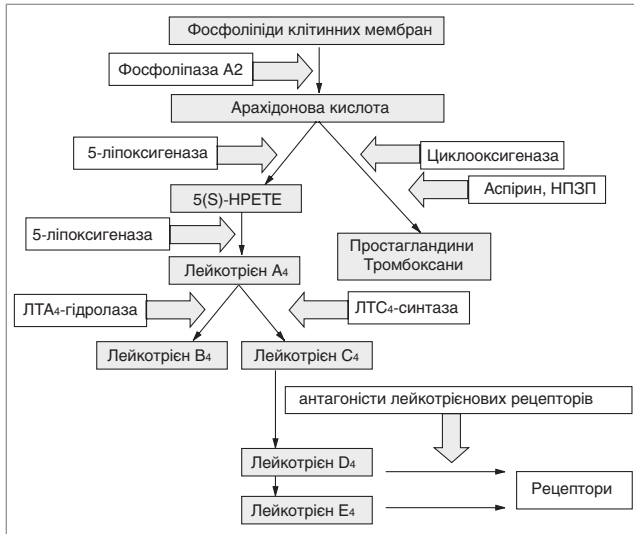 Фосфоліпіди клітинних мембран
Фосфоліпаза А2
Арахідонова кислота
5-ліпоксигеназа
Циклооксигеназа
Аспірин, НПЗП
5(S)-HPETE
5-ліпоксигеназа
Простагландини
Тромбоксани
Лейкотрієн А₄
ЛТА₄-гідролаза
ЛТС₄-синтаза
Лейкотрієн В₄
Лейкотрієн С₄
антагоністи лейкотрієнових рецепторів
Лейкотрієн D₄
Рецептори
Лейкотрієн Е₄